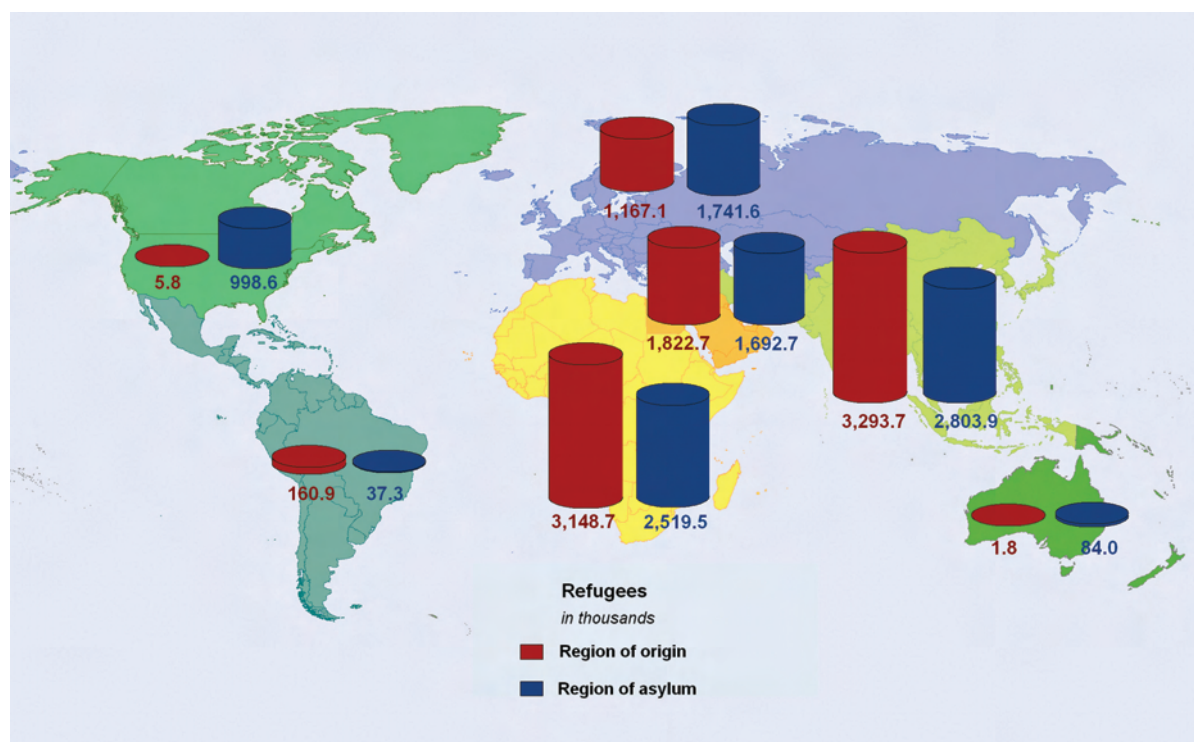 1,167.1 1,741.6
5.8 998.6
1,822.7 1,692.7
3,293.7 2,803.9
160.9 37.3
3,148.7 2,519.5
1.8 84.0
Refugees
in thousands
Region of origin
Region of asylum